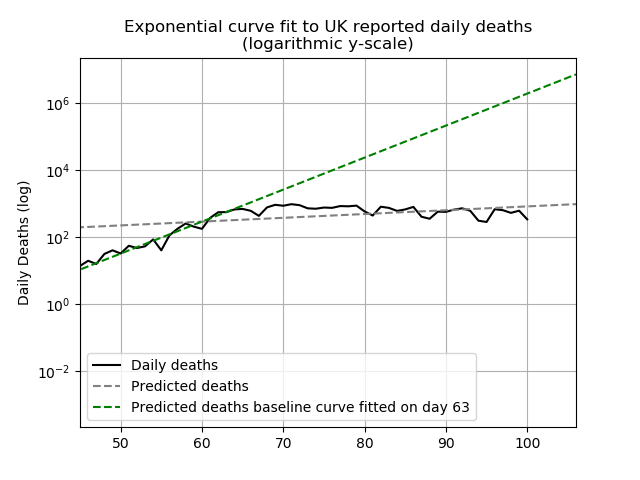 Exponential curve fit to UK reported daily deaths
(logarithmic y-scale)
10^6
10^4
10^2
10^0
10^−2
Daily Deaths (log)
Daily deaths
Predicted deaths
Predicted deaths baseline curve fitted on day 63
50 60 70 80 90 100